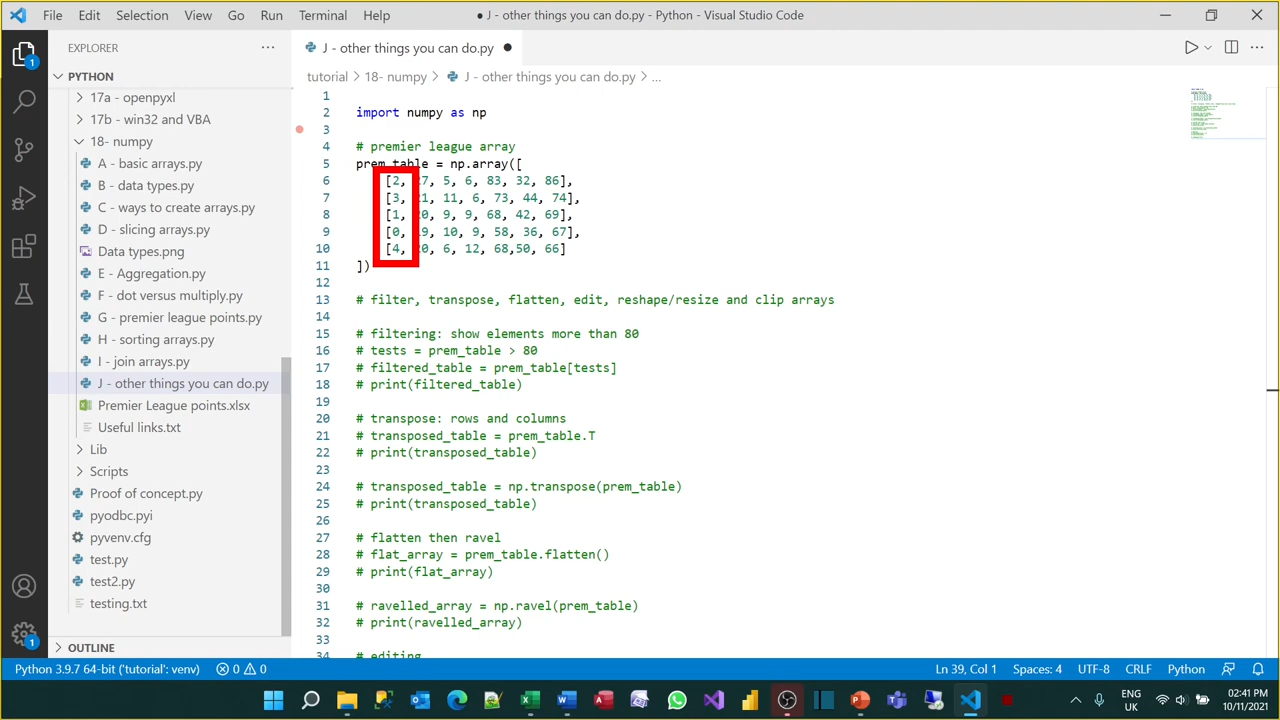 File Edit Selection View Go Run Terminal Help
● J - other things you can do.py - Python - Visual Studio Code
EXPLORER
PYTHON
17a - openpyxl
17b - win32 and VBA
18- numpy
A - basic arrays.py
B - data types.py
C - ways to create arrays.py
D - slicing arrays.py
Data types.png
E - Aggregation.py
F - dot versus multiply.py
G - premier league points.py
H - sorting arrays.py
I - join arrays.py
J - other things you can do.py
Premier League points.xlsx
Useful links.txt
Lib
Scripts
Proof of concept.py
pyodbc.pyi
pyvenv.cfg
test.py
test2.py
testing.txt
OUTLINE
J - other things you can do.py ●
tutorial > 18- numpy > J - other things you can do.py > ...
1
2 import numpy as np
3
4 # premier league array
5 prem_table = np.array([
6 [2, 27, 5, 6, 83, 32, 86],
7 [3, 21, 11, 6, 73, 44, 74],
8 [1, 20, 9, 9, 68, 42, 69],
9 [0, 19, 10, 9, 58, 36, 67],
10 [4, 20, 6, 12, 68,50, 66]
11 ])
12
13 # filter, transpose, flatten, edit, reshape/resize and clip arrays
14
15 # filtering: show elements more than 80
16 # tests = prem_table > 80
17 # filtered_table = prem_table[tests]
18 # print(filtered_table)
19
20 # transpose: rows and columns
21 # transposed_table = prem_table.T
22 # print(transposed_table)
23
24 # transposed_table = np.transpose(prem_table)
25 # print(transposed_table)
26
27 # flatten then ravel
28 # flat_array = prem_table.flatten()
29 # print(flat_array)
30
31 # ravelled_array = np.ravel(prem_table)
32 # print(ravelled_array)
33
34 # editing
Python 3.9.7 64-bit ('tutorial': venv) 0 0 Ln 39, Col 1 Spaces: 4 UTF-8 CRLF Python
ENG
UK
02:41 PM
10/11/2021